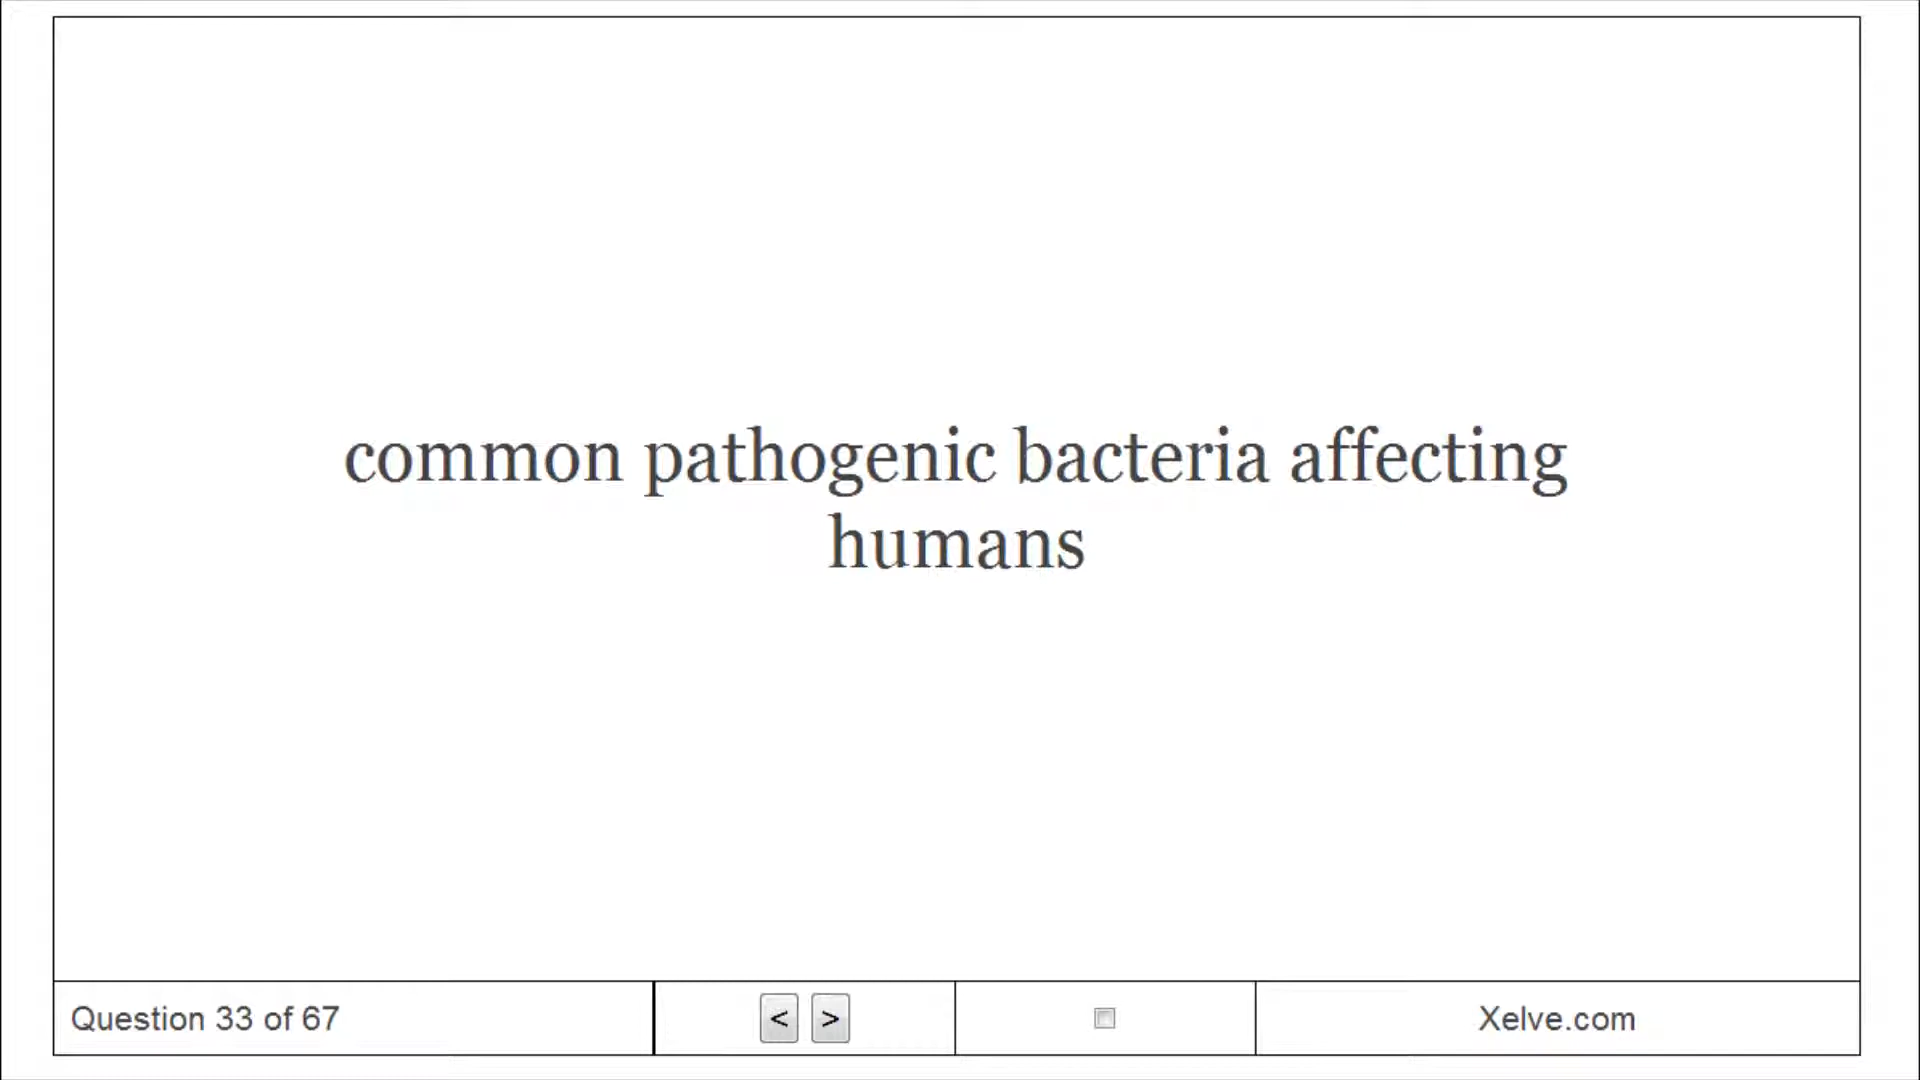 common pathogenic bacteria affecting
humans
Question 33 of 67
< >
Xelve.com